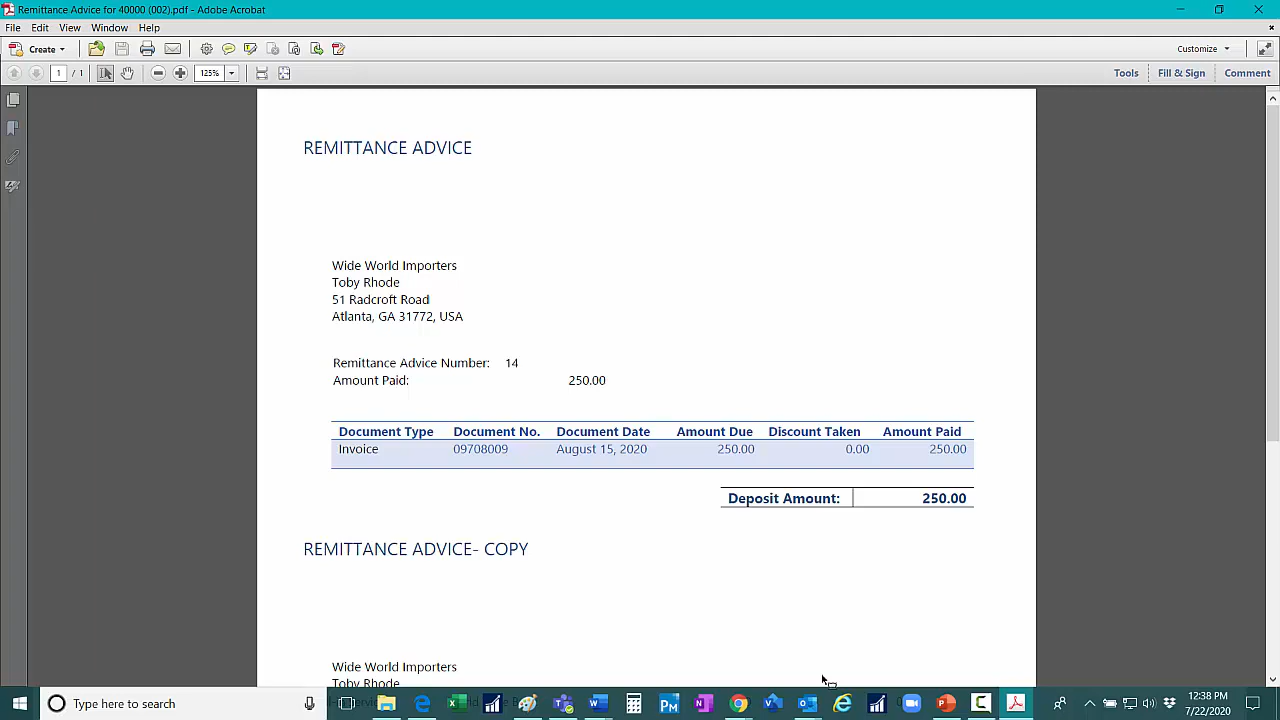 Remittance Advice for 40000 (002).pdf - Adobe Acrobat
File Edit View Window Help
Create
Customize
1 / 1 125% Tools Fill & Sign Comment
REMITTANCE ADVICE
Wide World Importers
Toby Rhode
51 Radcroft Road
Atlanta, GA 31772, USA
Remittance Advice Number: 14
Amount Paid: 250.00
Document Type Document No. Document Date Amount Due Discount Taken Amount Paid
Invoice 09708009 August 15, 2020 250.00 0.00 250.00
Deposit Amount: 250.00
REMITTANCE ADVICE- COPY
Wide World Importers
Toby Rhode
Type here to search
12:38 PM
7/22/2020